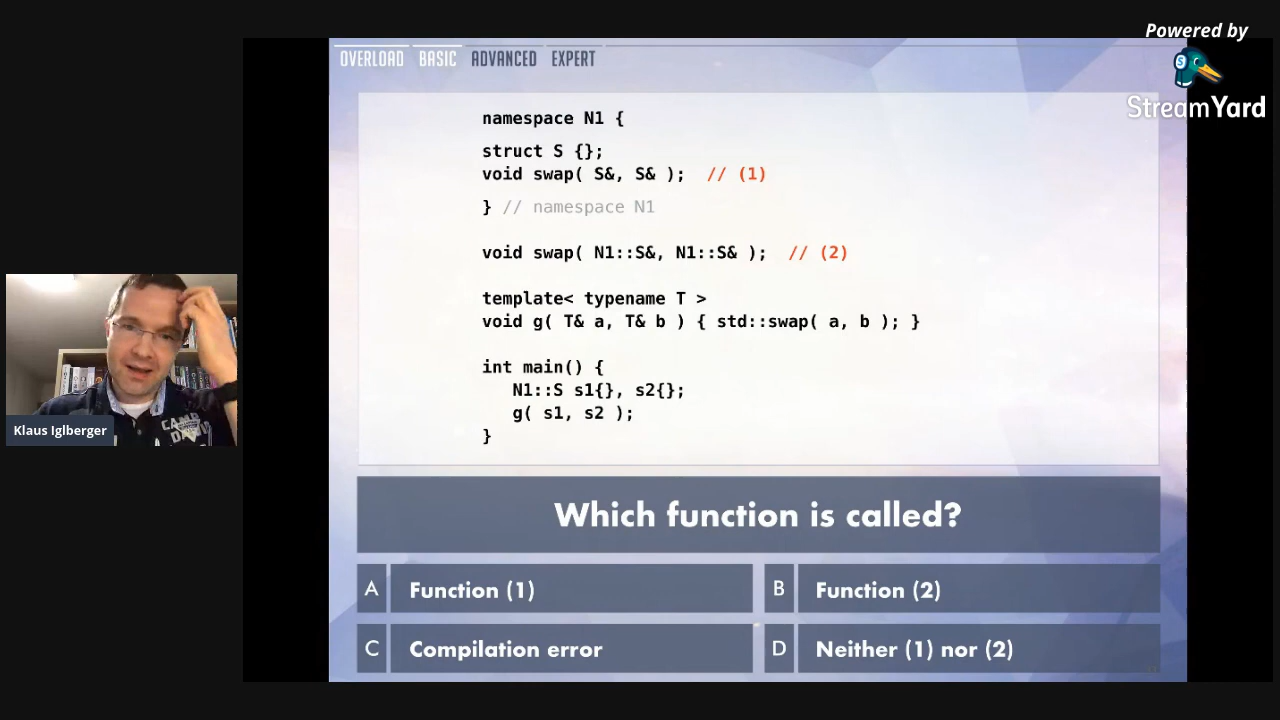 Powered by
StreamYard
OVERLOAD BASIC ADVANCED EXPERT
namespace N1 {
struct S {};
void swap( S&, S& ); // (1)
} // namespace N1
void swap( N1::S&, N1::S& ); // (2)
template< typename T >
void g( T& a, T& b ) { std::swap( a, b ); }
int main() {
N1::S s1{}, s2{};
g( s1, s2 );
}
Klaus Iglberger
Which function is called?
A Function (1)
B Function (2)
C Compilation error
D Neither (1) nor (2)